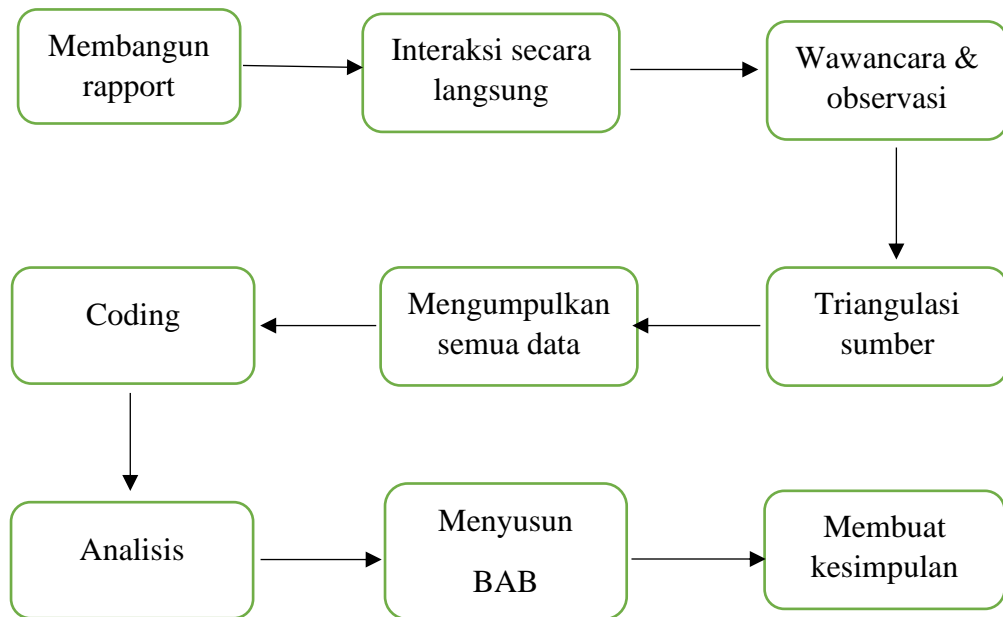 Membangun
rapport
Interaksi secara
langsung
Wawancara &
observasi
Triangulasi
sumber
Mengumpulkan
semua data
Coding
Analisis
Menyusun
BAB
Membuat
kesimpulan